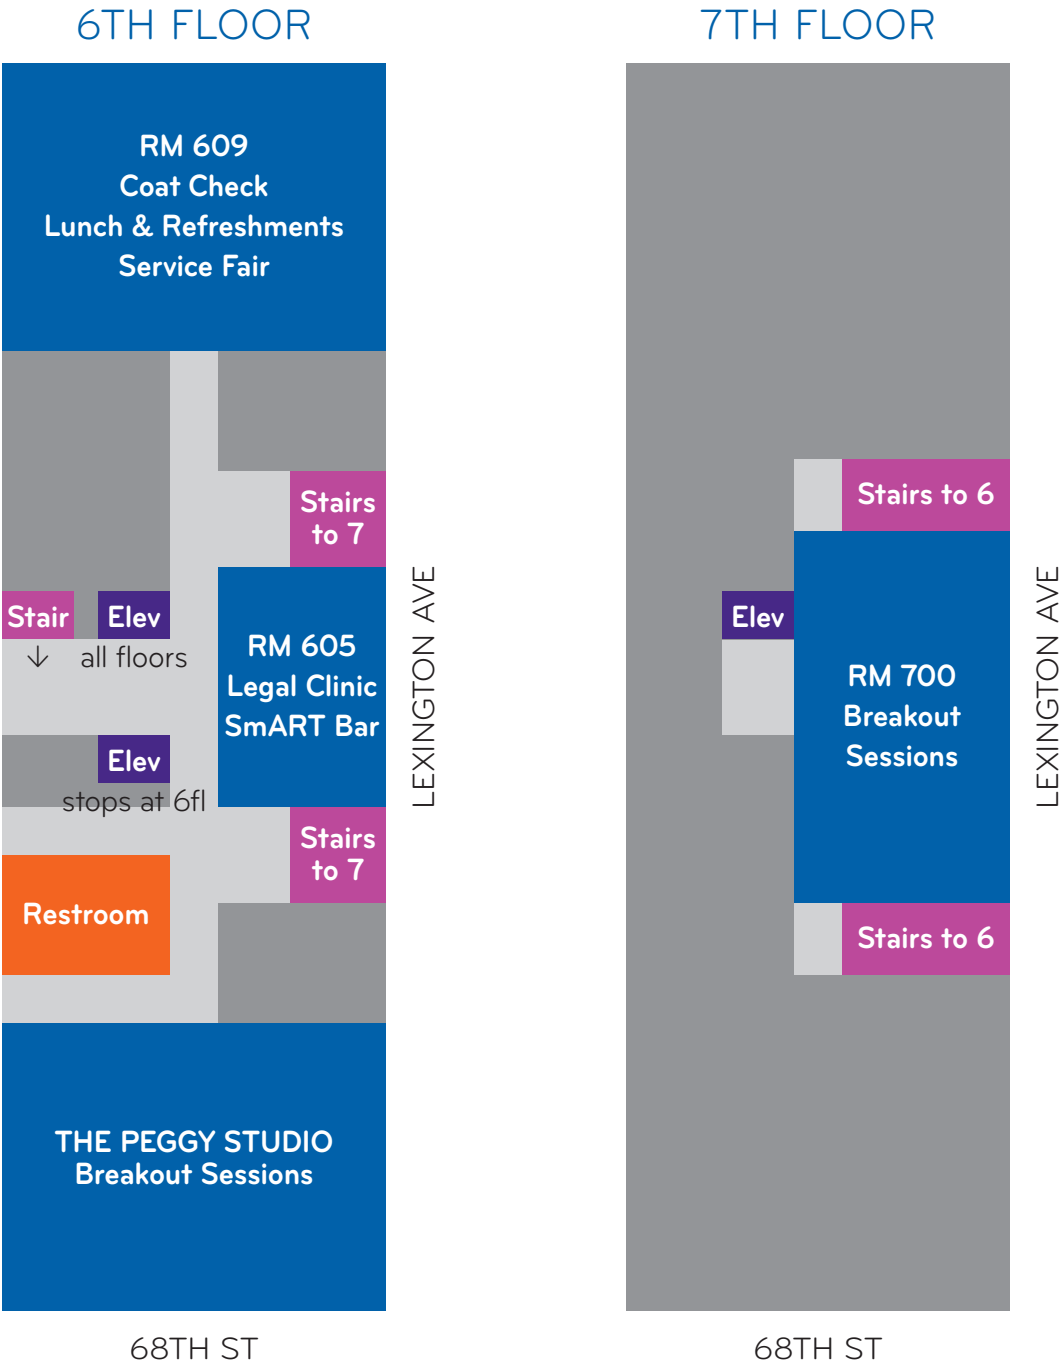 6TH FLOOR
RM 609
Coat Check
Lunch & Refreshments
Service Fair
Stairs
to 7
Stair
↓
Elev
all floors
RM 605
Legal Clinic
SmART Bar
Elev
stops at 6fl
Stairs
to 7
Restroom
THE PEGGY STUDIO
Breakout Sessions
LEXINGTON AVE
68TH ST
7TH FLOOR
Stairs to 6
Elev
RM 700
Breakout
Sessions
Stairs to 6
LEXINGTON AVE
68TH ST